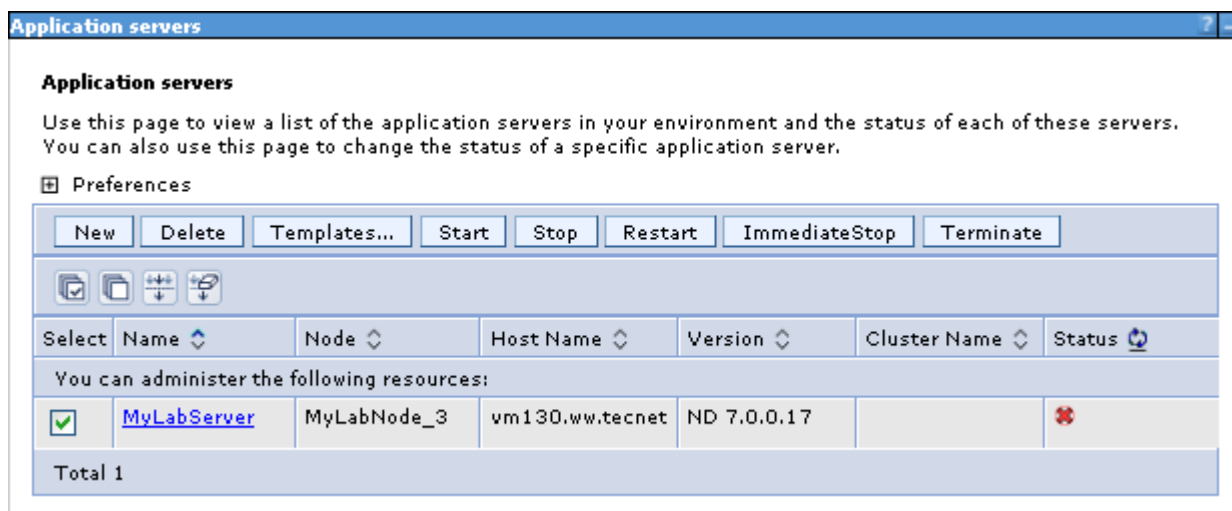 Application servers
?
Application servers
Use this page to view a list of the application servers in your environment and the status of each of these servers.
You can also use this page to change the status of a specific application server.
Preferences
New Delete Templates... Start Stop Restart ImmediateStop Terminate
Select Name Node Host Name Version Cluster Name Status
You can administer the following resources:
MyLabServer MyLabNode_3 vm130.ww.tecnet ND 7.0.0.17
Total 1